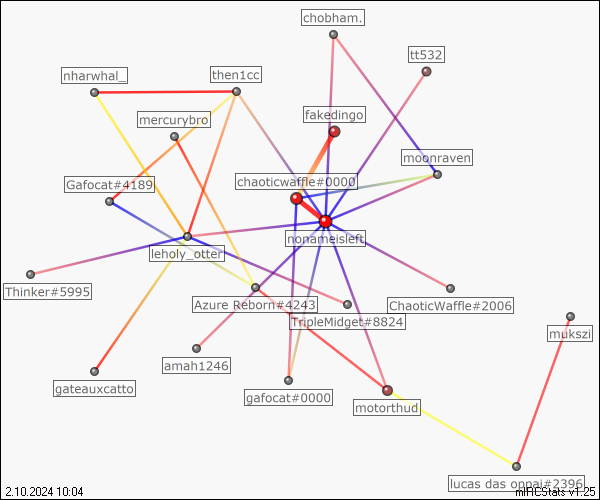 chobham.
tt532
nharwhal_
then1cc
fakedingo
mercurybro
moonraven
Gafocat#4189
chaoticwaffle#0000
nonameisleft
leholy_otter
Thinker#5995
Azure Reborn#4243
ChaoticWaffle#2006
TripleMidget#8824
mukszi
amah1246
gateauxcatto
gafocat#0000
motorthud
lucas das oppai#2396
2.10.2024 10:04
mIRCStats v1.25